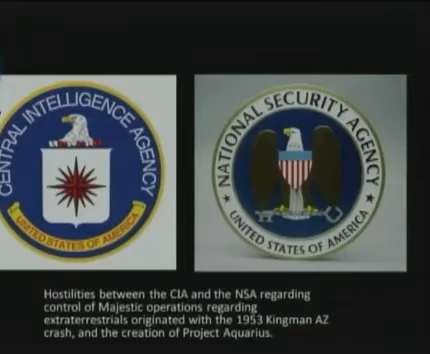 CENTRAL INTELLIGENCE AGENCY
UNITED STATES OF AMERICA
NATIONAL SECURITY AGENCY
UNITED STATES OF AMERICA
Hostilities between the CIA and the NSA regarding
control of Majestic operations regarding
extraterrestrials originated with the 1953 Kingman AZ
crash, and the creation of Project Aquarius.